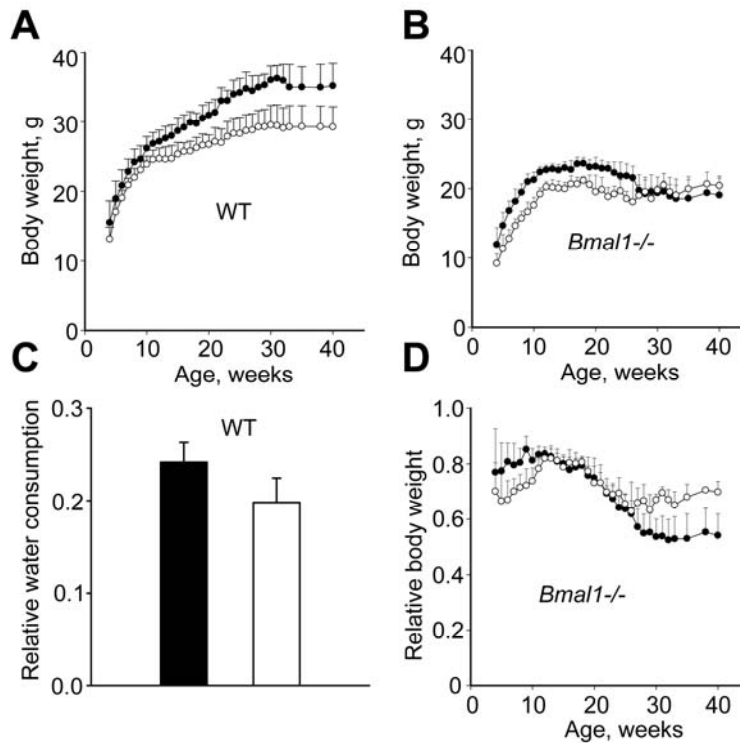 A
Body weight, g
40
30
20
10
0
WT
0
10
20
30
40
Age, weeks
B
Body weight, g
40
30
20
10
0
Bmal1-/-
0
10
20
30
40
Age, weeks
C
Relative water consumption
0.3
0.2
0.1
0.0
WT
D
Relative body weight
1.0
0.8
0.6
0.4
0.2
0
Bmal1-/-
0
10
20
30
40
Age, weeks